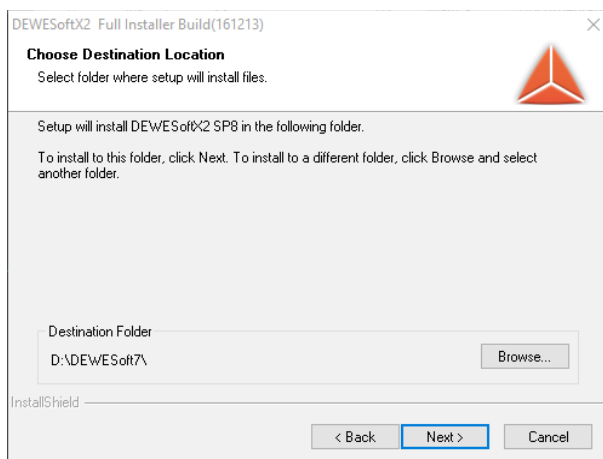 DEWESoftX2 Full Installer Build(161213)
Choose Destination Location
Select folder where setup will install files.
Setup will install DEWESoftX2 SP8 in the following folder.
To install to this folder, click Next. To install to a different folder, click Browse and select
another folder.
Destination Folder
D:\DEWESoft7\
Browse...
InstallShield
< Back
Next >
Cancel